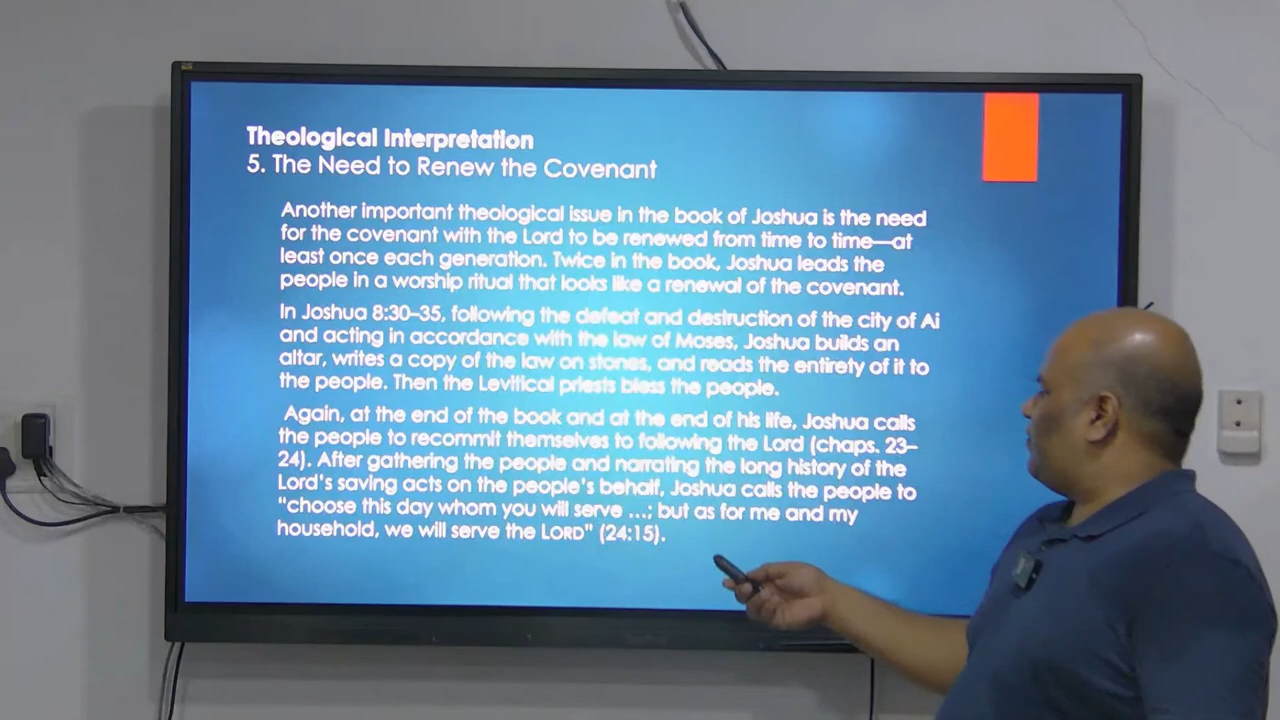 Theological Interpretation
5. The Need to Renew the Covenant
Another important theological issue in the book of Joshua is the need
for the covenant with the Lord to be renewed from time to time—at
least once each generation. Twice in the book, Joshua leads the
people in a worship ritual that looks like a renewal of the covenant.
In Joshua 8:30–35, following the defeat and destruction of the city of Ai
and acting in accordance with the law of Moses, Joshua builds an
altar, writes a copy of the law on stones, and reads the entirety of it to
the people. Then the Levitical priests bless the people.
Again, at the end of the book and at the end of his life, Joshua calls
the people to recommit themselves to following the Lord (chaps. 23–
24). After gathering the people and narrating the long history of the
Lord's saving acts on the people's behalf, Joshua calls the people to
“choose this day whom you will serve ...; but as for me and my
household, we will serve the LORD” (24:15).